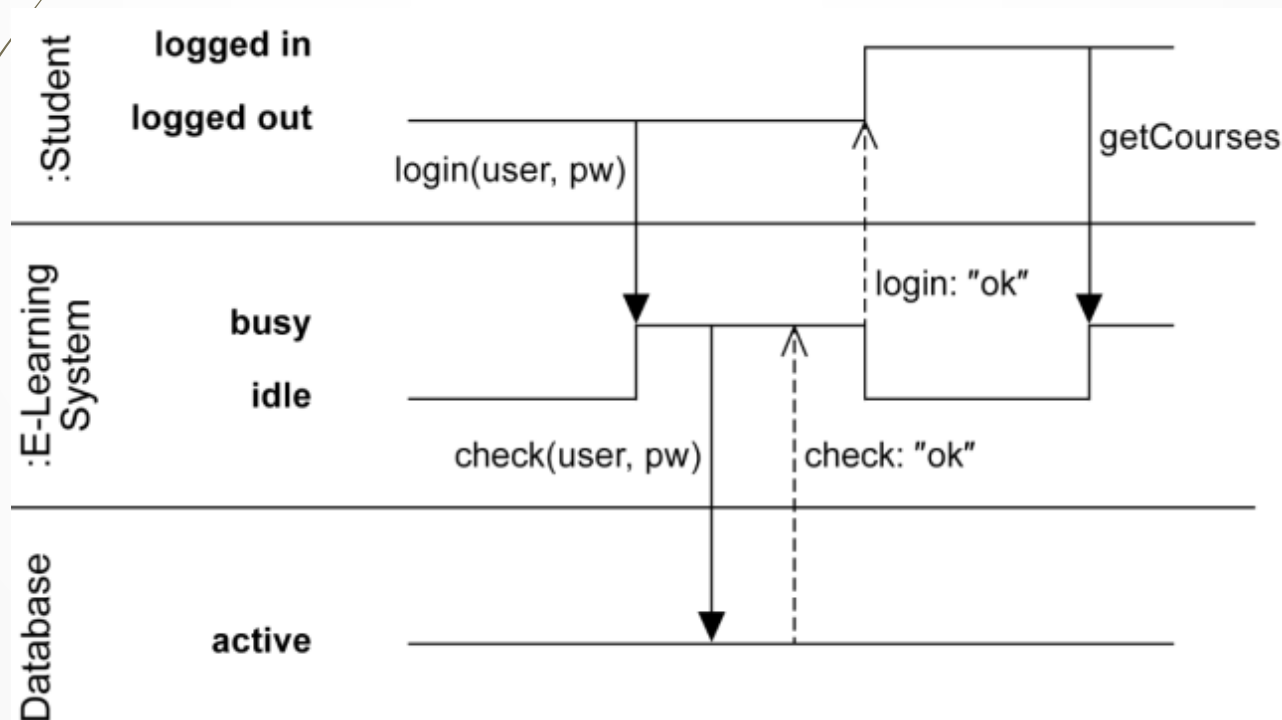 :Student
logged in
logged out
login(user, pw)
getCourses
login: "ok"
:E-Learning
System
busy
idle
check(user, pw)
check: "ok"
Database
active